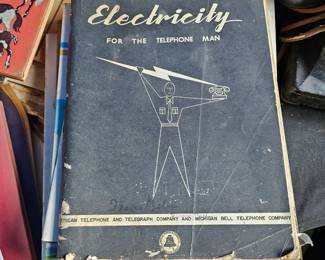 Electricity
FOR THE TELEPHONE MAN
TELEPHONE AND TELEGRAPH COMPANY AND MICHIGAN BELL TELEPHONE COMPANY